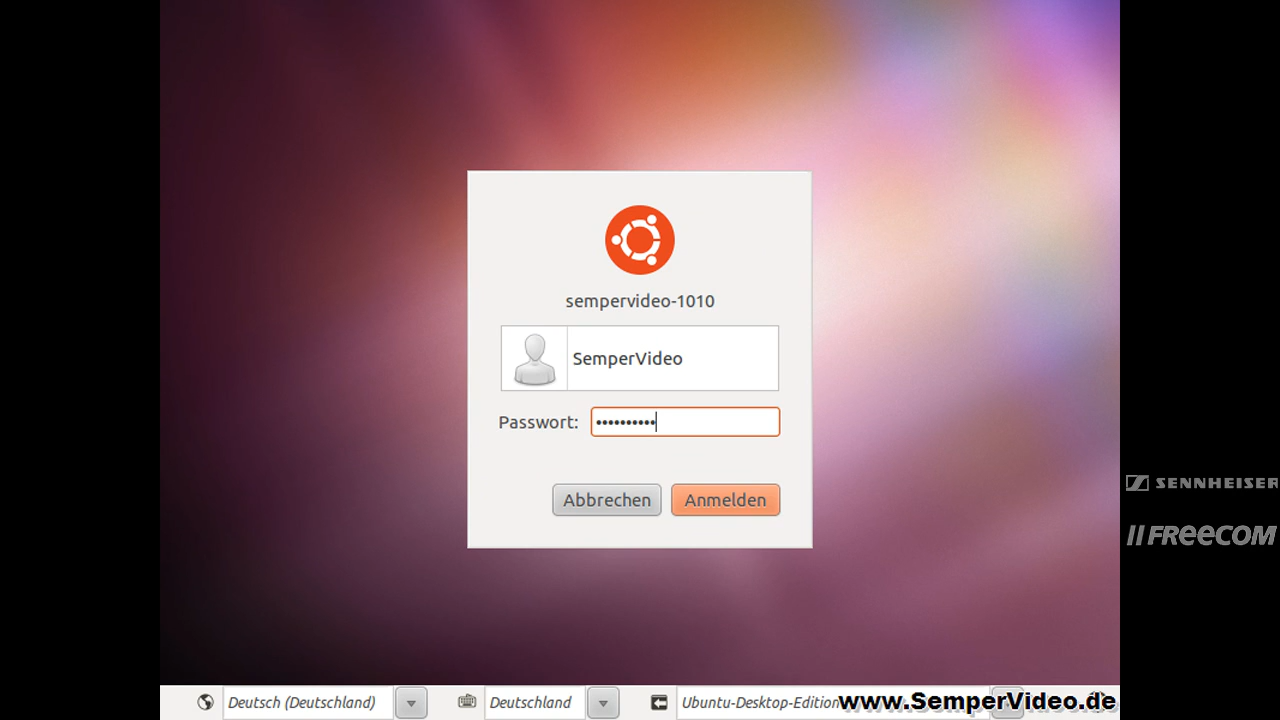 sempervideo-1010
SemperVideo
Passwort: ••••••••••
Abbrechen Anmelden
SENNHEISER
FREECOM
Deutsch (Deutschland) Deutschland Ubuntu-Desktop-Edition www.SemperVideo.de